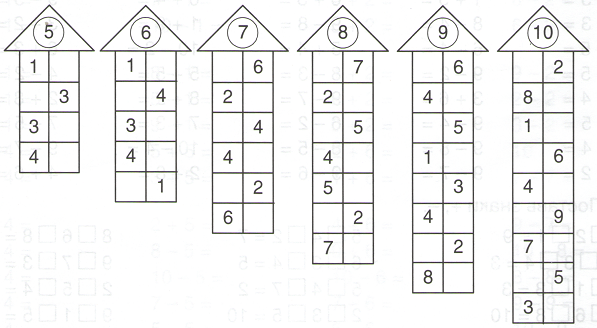 5 6 7 8 9 10
1 1 6 7 6 2
3 4 2 2 4 8
3 3 4 5 5 1
4 4 4 4 1 6
1 2 5 3 4
6 2 4 9
7 2 7
8 5
3